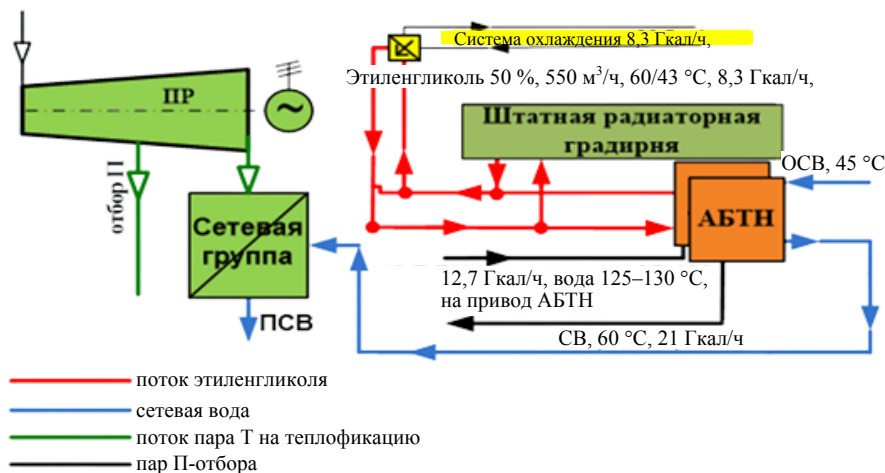 Система охлаждения 8,3 Гкал/ч,
Этиленгликоль 50 %, 550 м³/ч, 60/43 °C, 8,3 Гкал/ч,
ПР
~
Штатная радиаторная
градирня
ОСВ, 45 °C
П отбор
АБТН
Сетевая
группа
12,7 Гкал/ч, вода 125–130 °C,
на привод АБТН
ПСВ
СВ, 60 °C, 21 Гкал/ч
поток этиленгликоля
сетевая вода
поток пара Т на теплофикацию
пар П-отбора